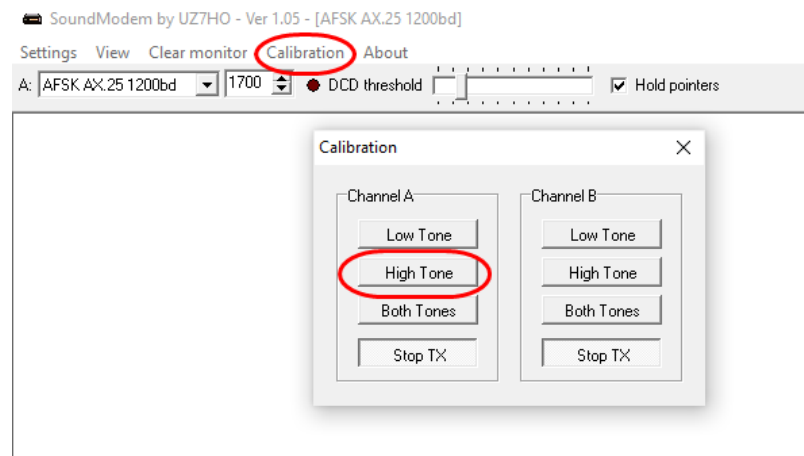 SoundModem by UZ7HO - Ver 1.05 - [AFSK AX.25 1200bd]
Settings View Clear monitor Calibration About
A: AFSK AX.25 1200bd 1700 DCD threshold Hold pointers
Calibration
Channel A Channel B
Low Tone Low Tone
High Tone High Tone
Both Tones Both Tones
Stop TX Stop TX